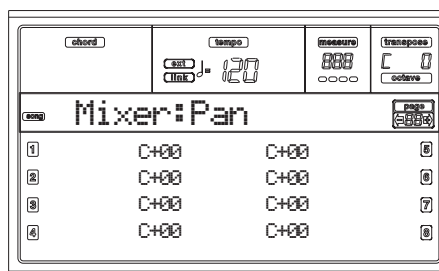 chord tempo measure transpose
ext link ♩= 120 888 C 0
octave
song Mixer:Pan page 88
1 C+00 C+00 5
2 C+00 C+00 6
3 C+00 C+00 7
4 C+00 C+00 8